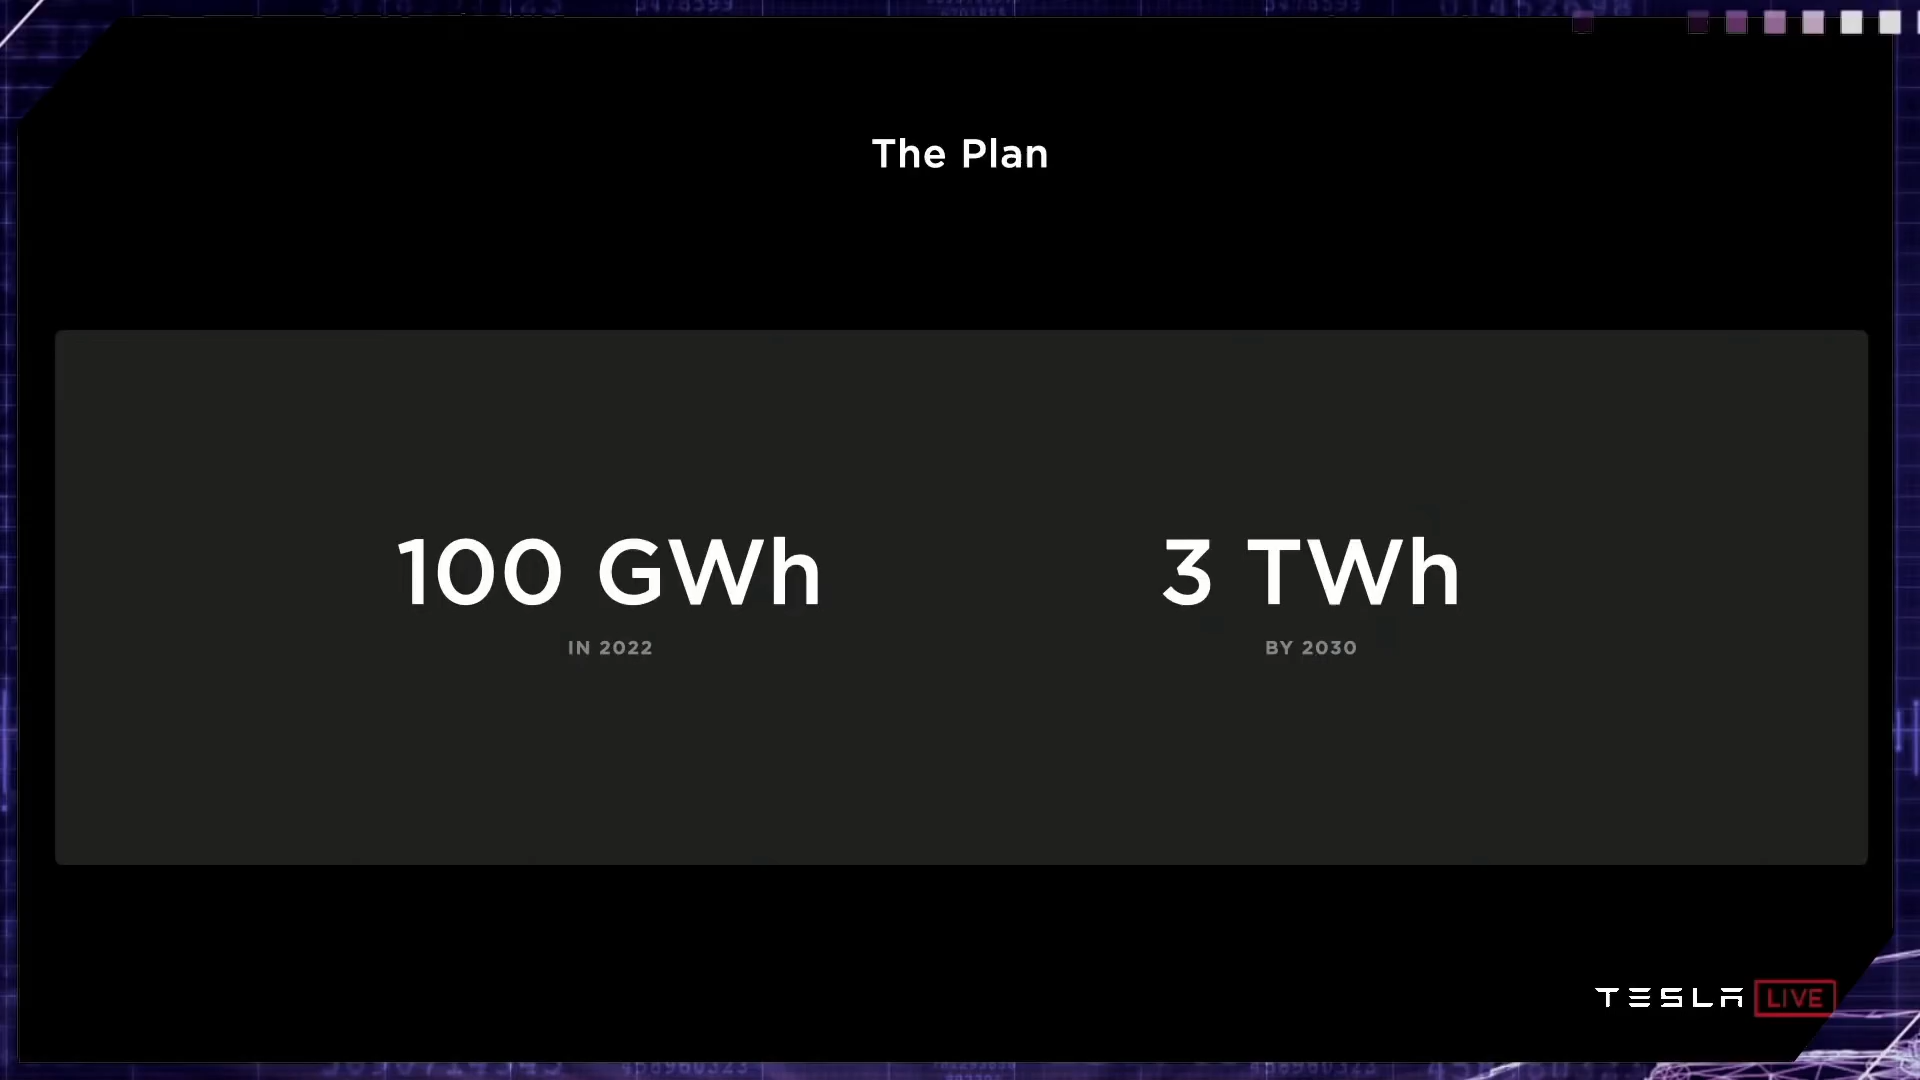 The Plan
100 GWh
IN 2022
3 TWh
BY 2030
TESLA LIVE